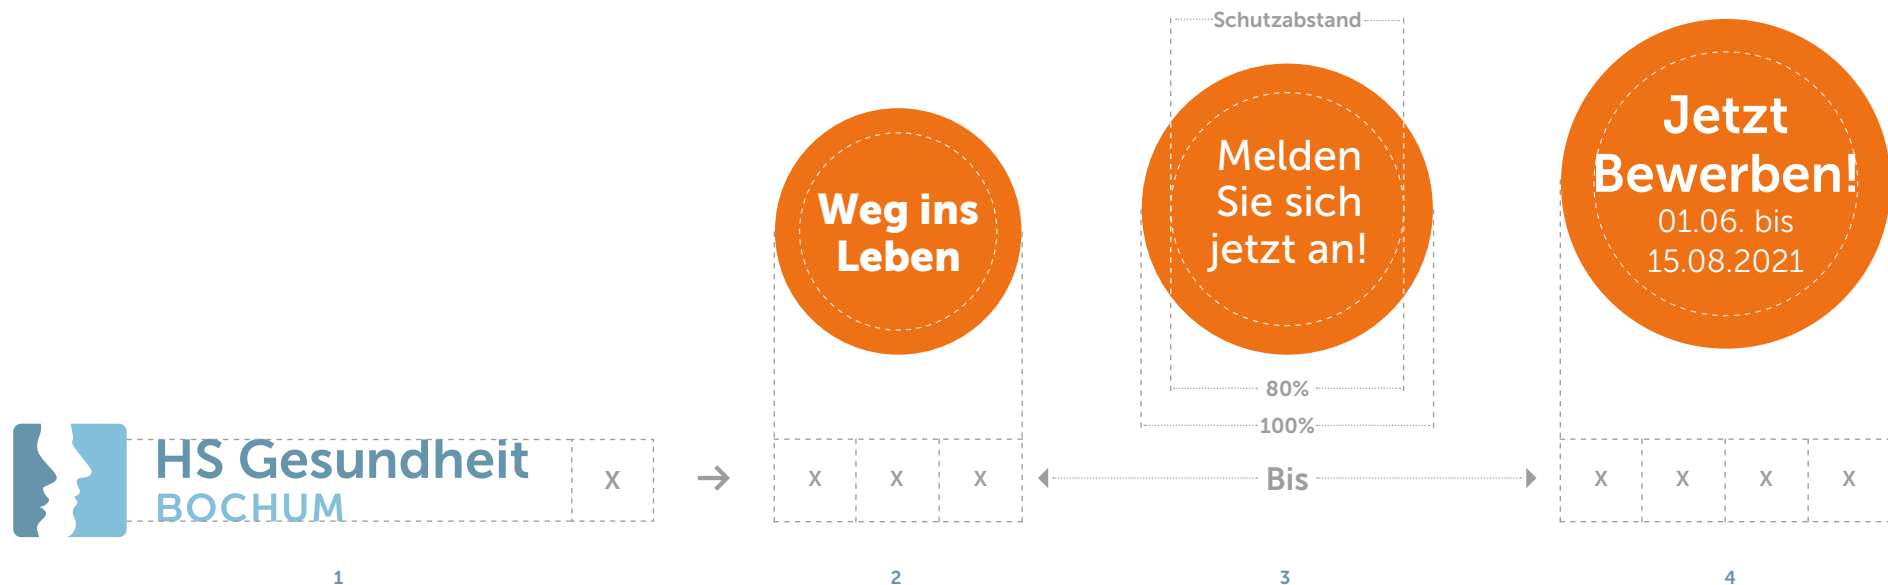 Schutzabstand
Weg ins
Leben
Melden
Sie sich
jetzt an!
Jetzt
Bewerben!
01.06. bis
15.08.2021
80%
100%
HS Gesundheit
BOCHUM
X
X X X
Bis
X X X X
1 2 3 4